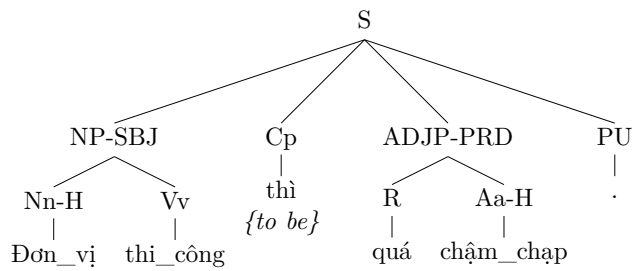 S
NP-SBJ Cp ADJP-PRD PU
Nn-H Vv thì R Aa-H .
{to be}
Đơn_vị thi_công quá chậm_chạp